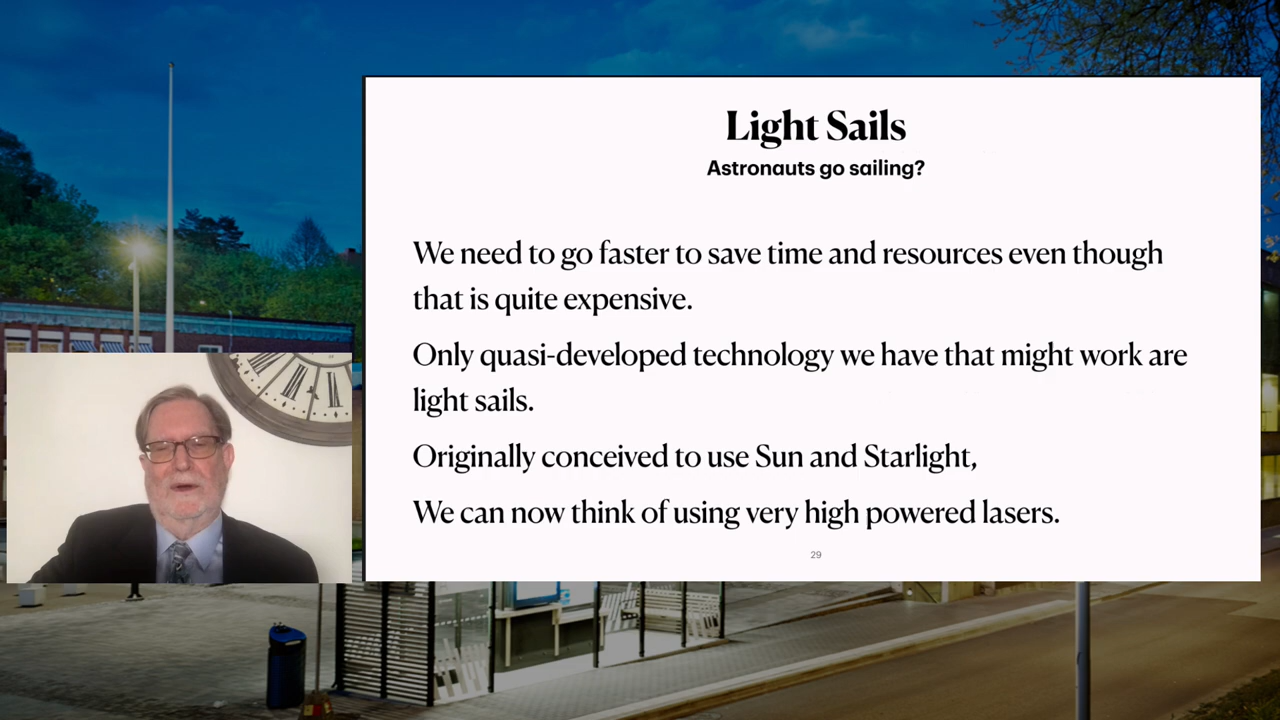 Light Sails
Astronauts go sailing?
We need to go faster to save time and resources even though
that is quite expensive.
Only quasi-developed technology we have that might work are
light sails.
Originally conceived to use Sun and Starlight,
We can now think of using very high powered lasers.
29